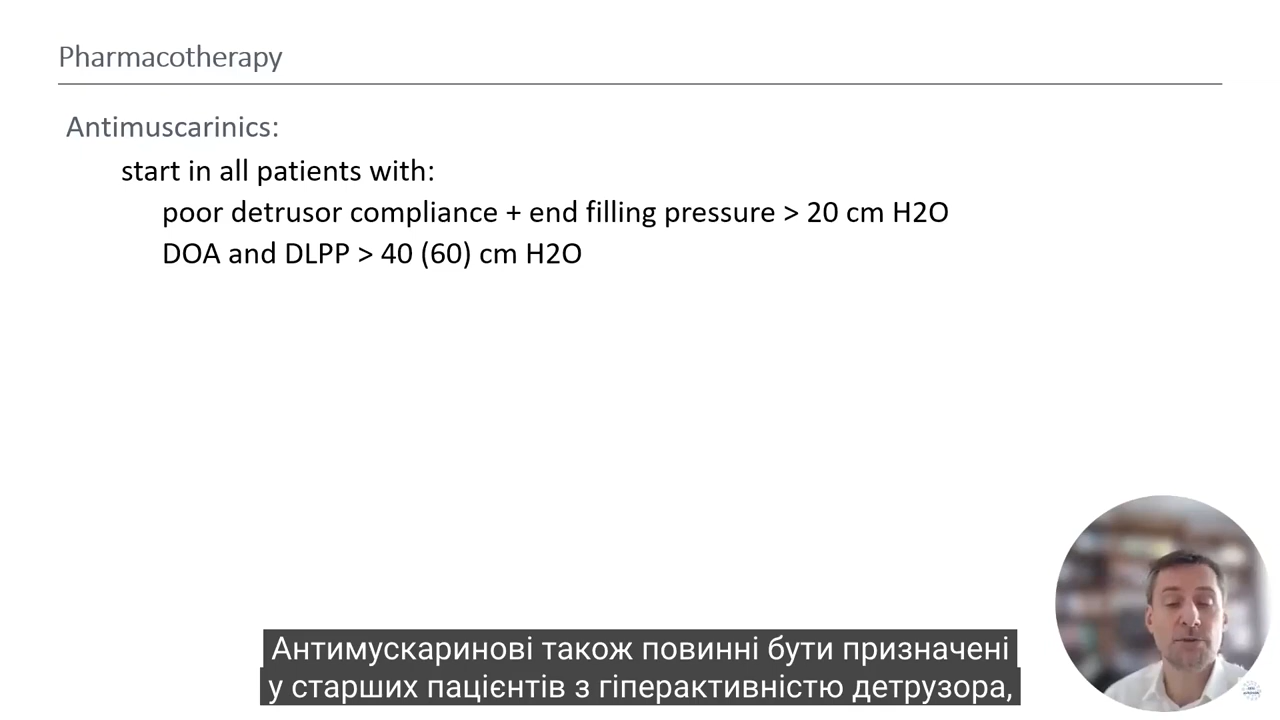 Pharmacotherapy
Antimuscarinics:
start in all patients with:
poor detrusor compliance + end filling pressure > 20 cm H2O
DOA and DLPP > 40 (60) cm H2O
Антимускаринові також повинні бути призначені
у старших пацієнтів з гіперактивністю детрузора,